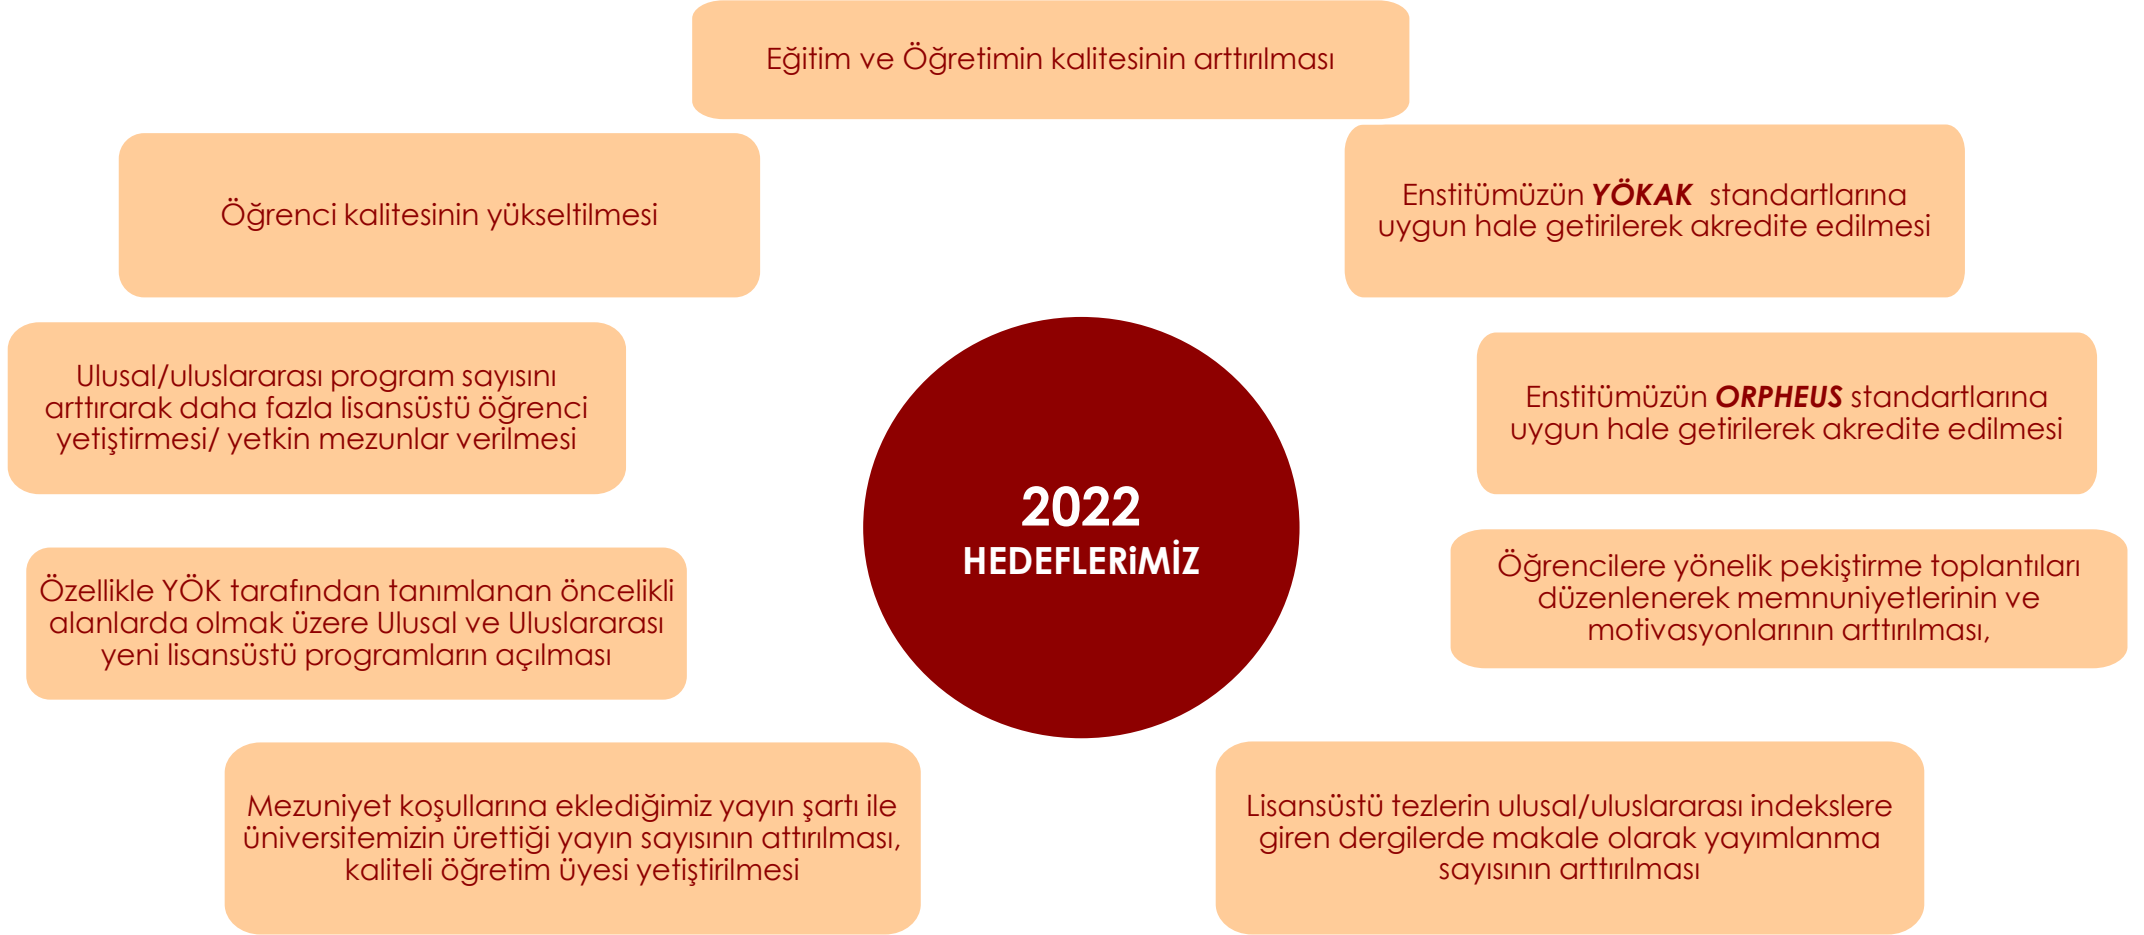 Eğitim ve Öğretimin kalitesinin arttırılması
Öğrenci kalitesinin yükseltilmesi
Enstitümüzün YÖKAK standartlarına
uygun hale getirilerek akredite edilmesi
Ulusal/uluslararası program sayısını
arttırarak daha fazla lisansüstü öğrenci
yetiştirmesi/ yetkin mezunlar verilmesi
Enstitümüzün ORPHEUS standartlarına
uygun hale getirilerek akredite edilmesi
2022
HEDEFLERiMİZ
Özellikle YÖK tarafından tanımlanan öncelikli
alanlarda olmak üzere Ulusal ve Uluslararası
yeni lisansüstü programların açılması
Öğrencilere yönelik pekiştirme toplantıları
düzenlenerek memnuniyetlerinin ve
motivasyonlarının arttırılması,
Mezuniyet koşullarına eklediğimiz yayın şartı ile
üniversitemizin ürettiği yayın sayısının attırılması,
kaliteli öğretim üyesi yetiştirilmesi
Lisansüstü tezlerin ulusal/uluslararası indekslere
giren dergilerde makale olarak yayımlanma
sayısının arttırılması